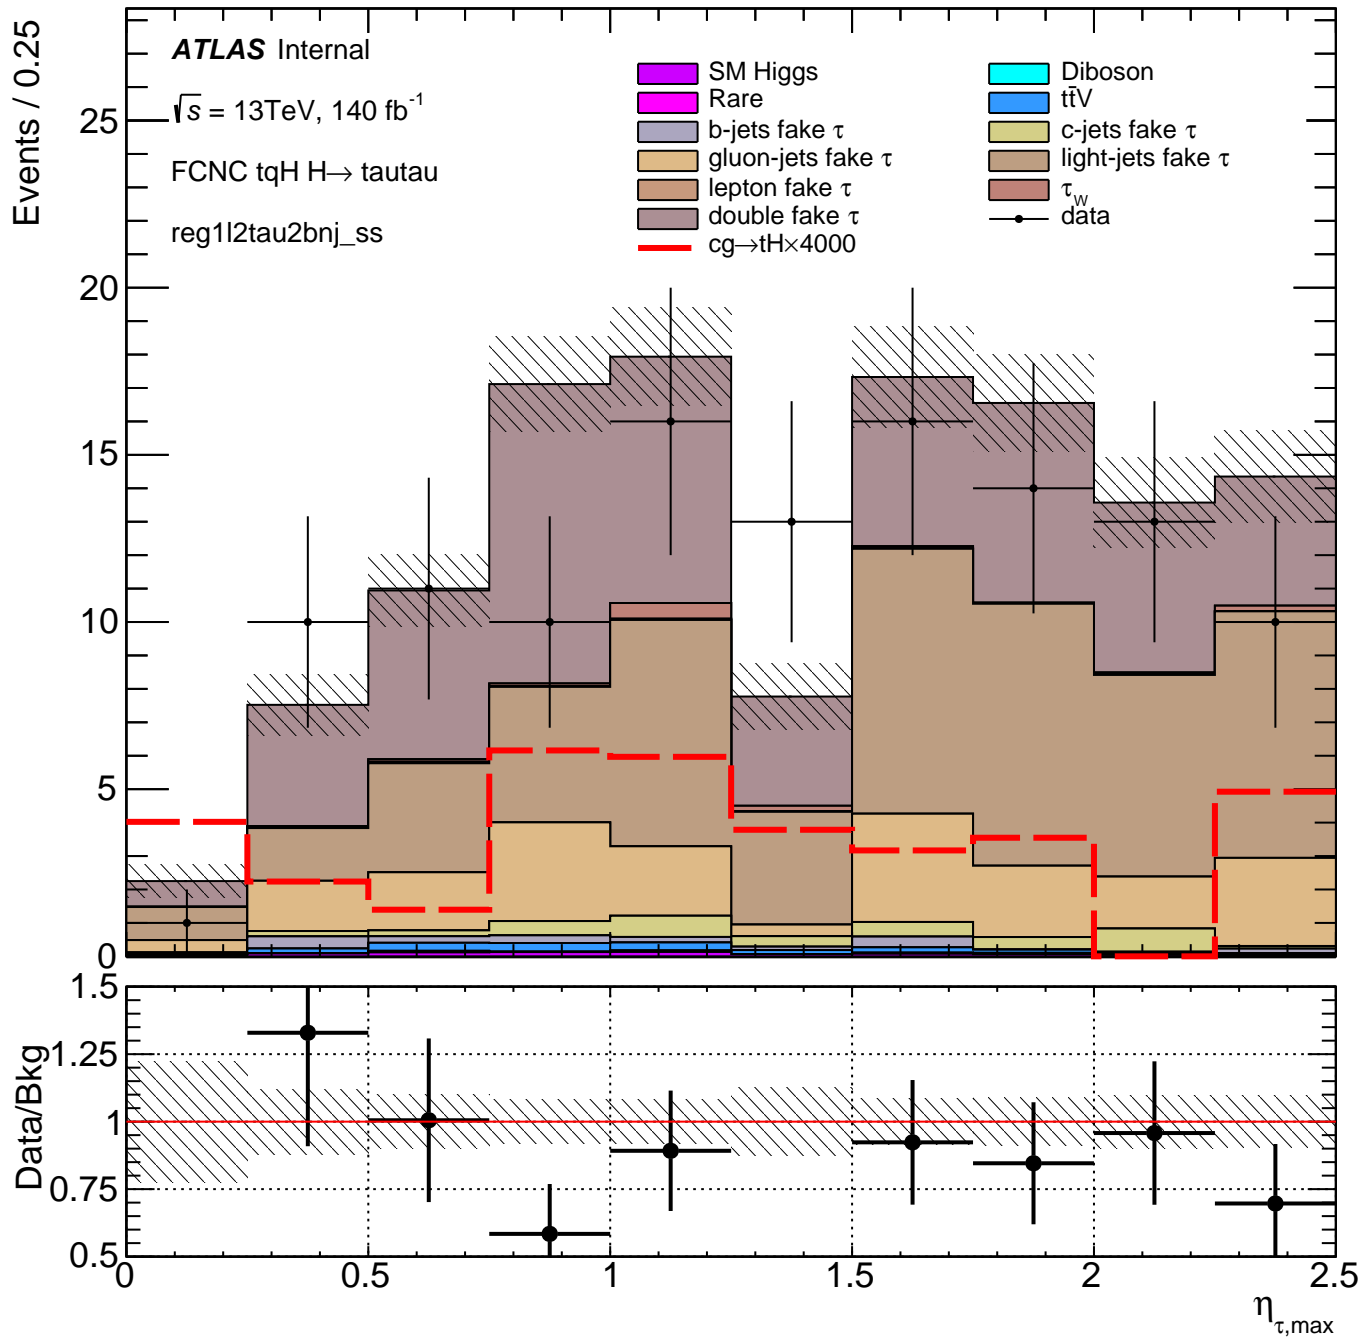 Events / 0.25
ATLAS Internal
√s = 13TeV, 140 fb⁻¹
FCNC tqH H→ tautau
reg1l2tau2bnj_ss
SM Higgs
Diboson
Rare
tt̄V
b-jets fake τ
c-jets fake τ
gluon-jets fake τ
light-jets fake τ
lepton fake τ
τ_W
double fake τ
data
cg→tH×4000
25
20
15
10
5
0
Data/Bkg
1.5
1.25
1
0.75
0.5
0 0.5 1 1.5 2 2.5
η_τ,max